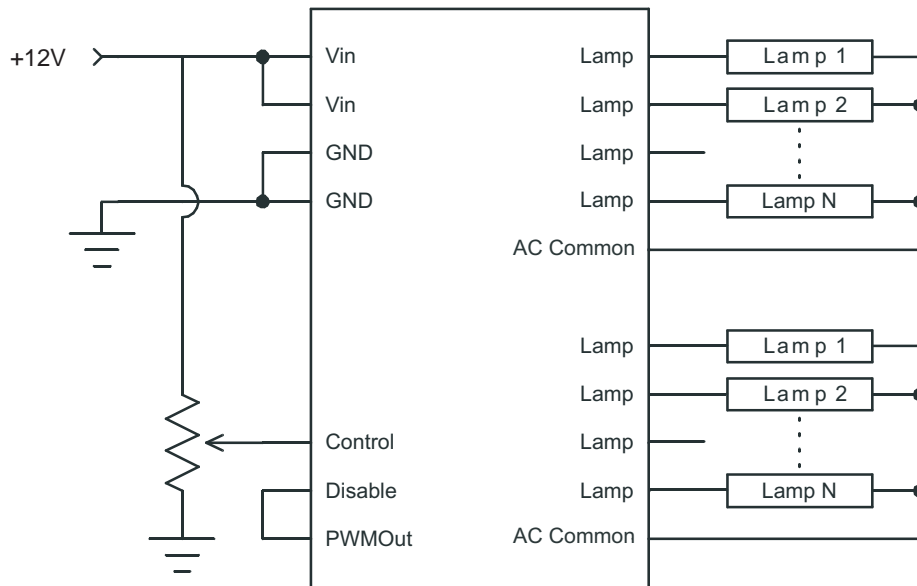 +12V
Vin
Vin
GND
GND
Control
Disable
PWMOut
Lamp
Lamp
Lamp
Lamp
AC Common
Lamp
Lamp
Lamp
Lamp
AC Common
Lamp 1
Lamp 2
Lamp N
Lamp 1
Lamp 2
Lamp N